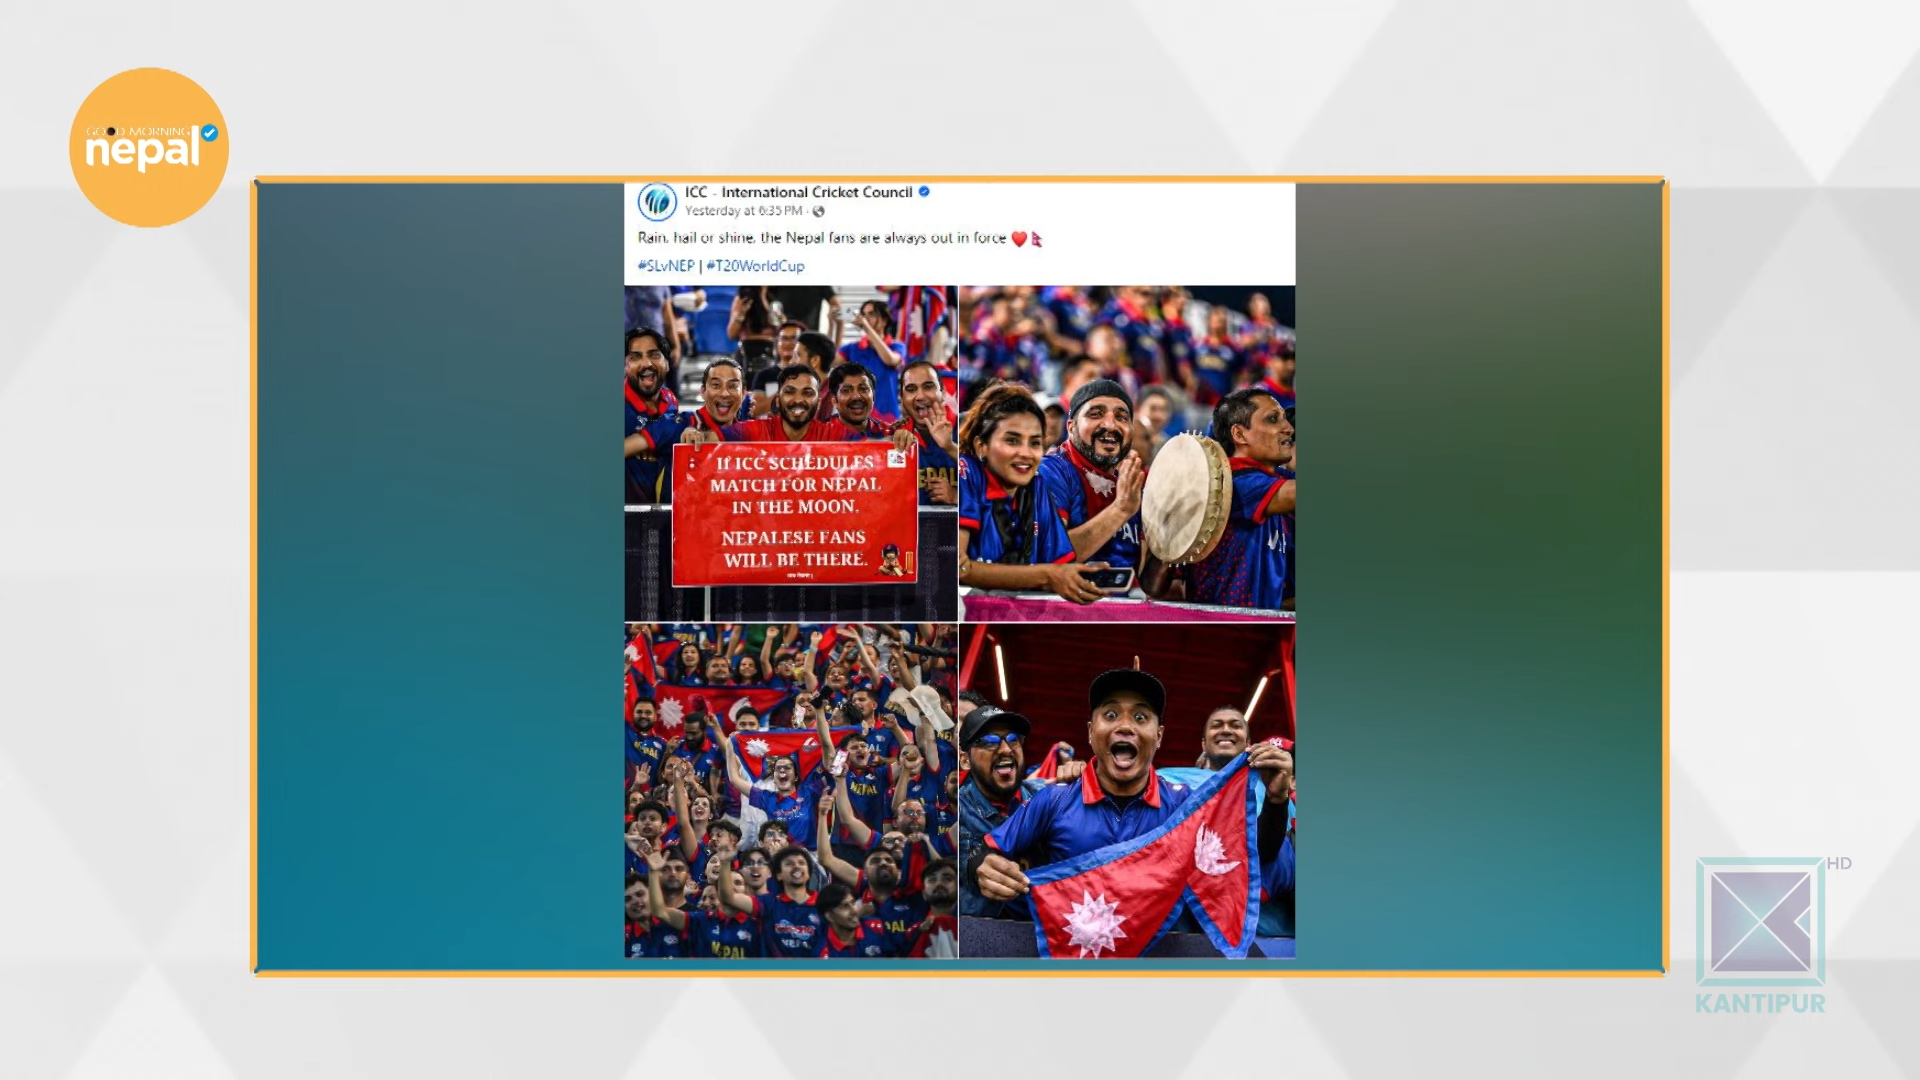 GOOD MORNING
nepal
ICC - International Cricket Council
Yesterday at 6:35 PM ·
Rain, hail or shine, the Nepal fans are always out in force
#SLvNEP | #T20WorldCup
If ICC SCHEDULES
MATCH FOR NEPAL
IN THE MOON.
NEPALESE FANS
WILL BE THERE.
NEPAL
NEPAL
HD
KANTIPUR